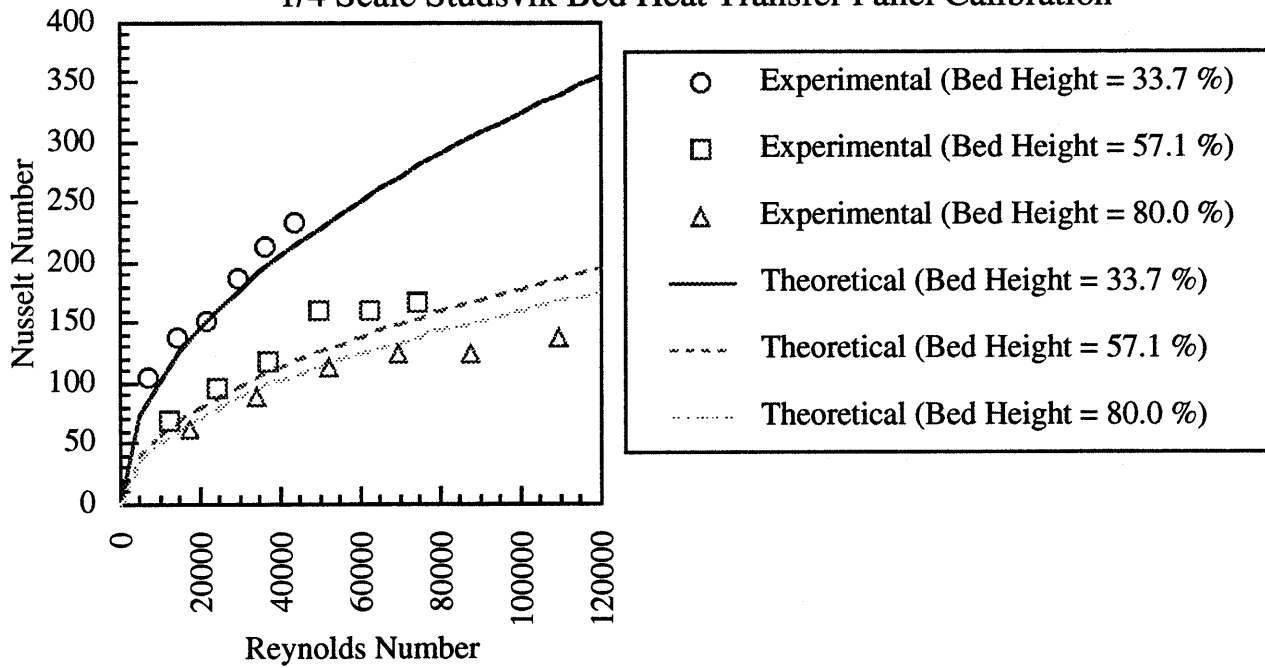 1/4 Scale Studsvik Bed Heat Transfer Panel Calibration
400
350
300
250
200
150
100
50
0
Nusselt Number
0
20000
40000
60000
80000
100000
120000
Reynolds Number
Experimental (Bed Height = 33.7 %)
Experimental (Bed Height = 57.1 %)
Experimental (Bed Height = 80.0 %)
Theoretical (Bed Height = 33.7 %)
Theoretical (Bed Height = 57.1 %)
Theoretical (Bed Height = 80.0 %)